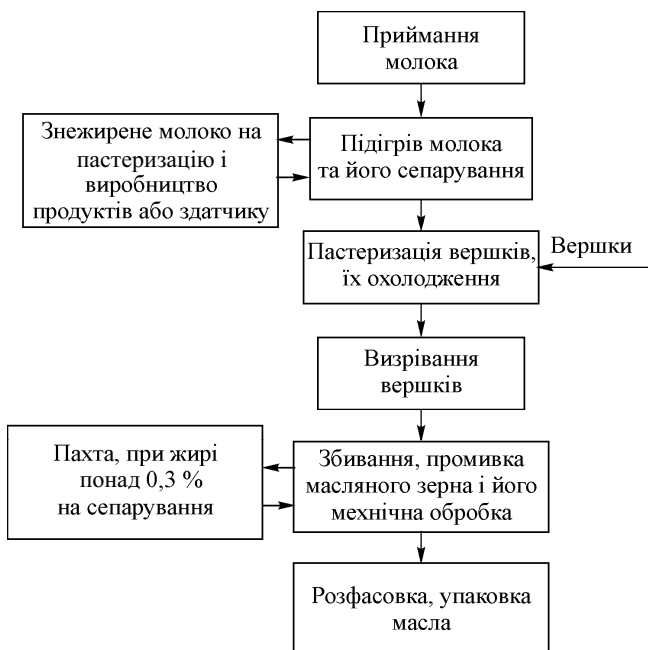 Приймання
молока
Знежирене молоко на
пастеризацію і
виробництво
продуктів або здатчику
Підігрів молока
та його сепарування
Пастеризація вершків,
їх охолодження
Вершки
Визрівання
вершків
Пахта, при жирі
понад 0,3 %
на сепарування
Збивання, промивка
масляного зерна і його
мехнічна обробка
Розфасовка, упаковка
масла